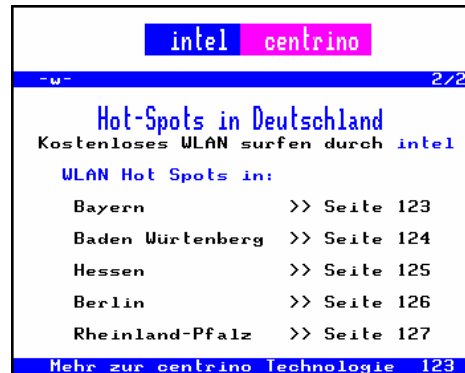 intel centrino
-w- 2/2
Hot-Spots in Deutschland
Kostenloses WLAN surfen durch intel
WLAN Hot Spots in:
Bayern >> Seite 123
Baden Würtenberg >> Seite 124
Hessen >> Seite 125
Berlin >> Seite 126
Rheinland-Pfalz >> Seite 127
Mehr zur centrino Technologie 123